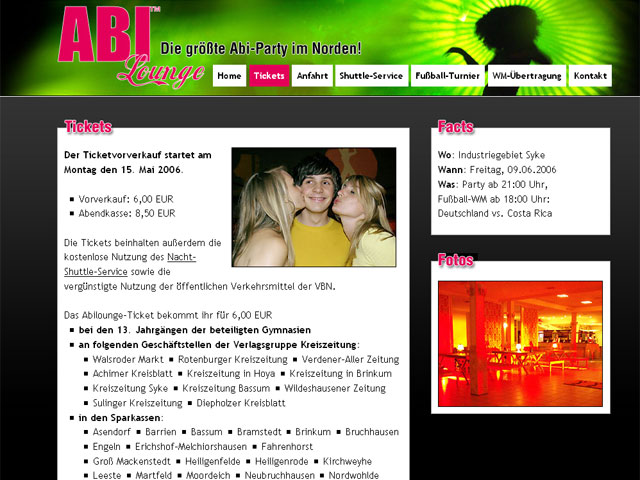 ABI™
Lounge
Die größte Abi-Party im Norden!
Home Tickets Anfahrt Shuttle-Service Fußball-Turnier WM-Übertragung Kontakt
Tickets
Der Ticketvorverkauf startet am
Montag den 15. Mai 2006.
▪ Vorverkauf: 6,00 EUR
▪ Abendkasse: 8,50 EUR
Die Tickets beinhalten außerdem die
kostenlose Nutzung des Nacht-
Shuttle-Service sowie die
vergünstigte Nutzung der öffentlichen Verkehrsmittel der VBN.
Das Abilounge-Ticket bekommt ihr für 6,00 EUR
▪ bei den 13. Jahrgängen der beteiligten Gymnasien
▪ an folgenden Geschäftstellen der Verlagsgruppe Kreiszeitung:
▪ Walsroder Markt ▪ Rotenburger Kreiszeitung ▪ Verdener-Aller Zeitung
▪ Achimer Kreisblatt ▪ Kreiszeitung in Hoya ▪ Kreiszeitung in Brinkum
▪ Kreiszeitung Syke ▪ Kreiszeitung Bassum ▪ Wildeshausener Zeitung
▪ Sulinger Kreiszeitung ▪ Diepholzer Kreisblatt
▪ in den Sparkassen:
▪ Asendorf ▪ Barrien ▪ Bassum ▪ Bramstedt ▪ Brinkum ▪ Bruchhausen
▪ Engeln ▪ Erichshof-Melchiorshausen ▪ Fahrenhorst
▪ Groß Mackenstedt ▪ Heiligenfelde ▪ Heiligenrode ▪ Kirchweyhe
▪ Leeste ▪ Martfeld ▪ Moordeich ▪ Neubruchhausen ▪ Nordwohlde
Facts
Wo: Industriegebiet Syke
Wann: Freitag, 09.06.2006
Was: Party ab 21:00 Uhr,
Fußball-WM ab 18:00 Uhr:
Deutschland vs. Costa Rica
Fotos